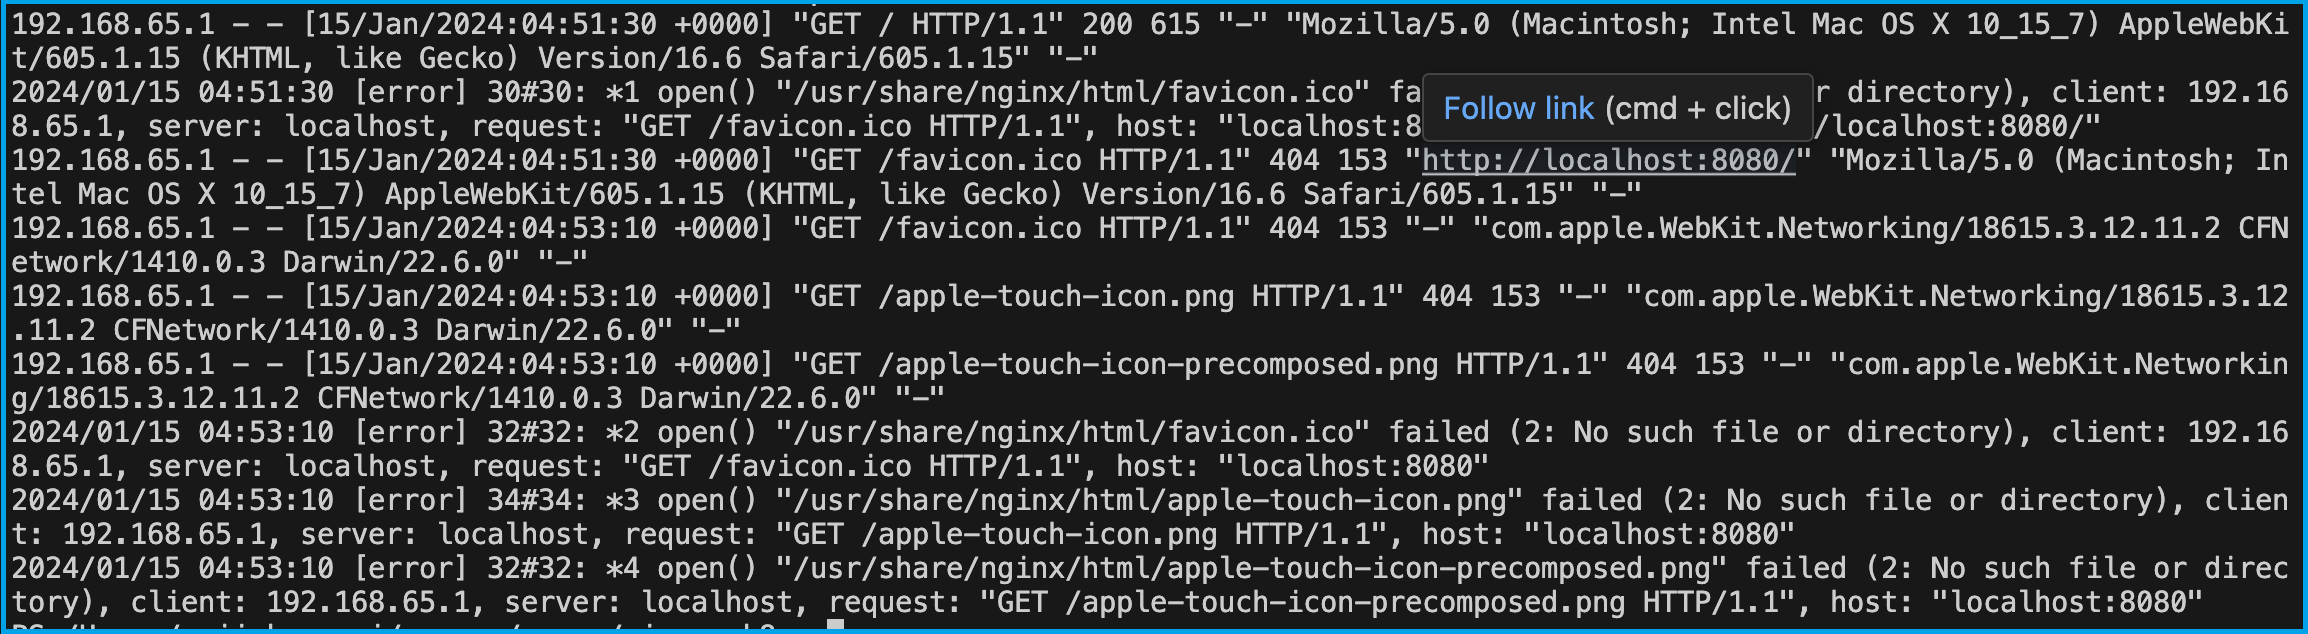 192.168.65.1 - - [15/Jan/2024:04:51:30 +0000] "GET / HTTP/1.1" 200 615 "-" "Mozilla/5.0 (Macintosh; Intel Mac OS X 10_15_7) AppleWebKi
t/605.1.15 (KHTML, like Gecko) Version/16.6 Safari/605.1.15" "-"
2024/01/15 04:51:30 [error] 30#30: *1 open() "/usr/share/nginx/html/favicon.ico" fa r directory), client: 192.16
Follow link (cmd + click)
8.65.1, server: localhost, request: "GET /favicon.ico HTTP/1.1", host: "localhost:8 /localhost:8080/"
192.168.65.1 - - [15/Jan/2024:04:51:30 +0000] "GET /favicon.ico HTTP/1.1" 404 153 "http://localhost:8080/" "Mozilla/5.0 (Macintosh; In
tel Mac OS X 10_15_7) AppleWebKit/605.1.15 (KHTML, like Gecko) Version/16.6 Safari/605.1.15" "-"
192.168.65.1 - - [15/Jan/2024:04:53:10 +0000] "GET /favicon.ico HTTP/1.1" 404 153 "-" "com.apple.WebKit.Networking/18615.3.12.11.2 CFN
etwork/1410.0.3 Darwin/22.6.0" "-"
192.168.65.1 - - [15/Jan/2024:04:53:10 +0000] "GET /apple-touch-icon.png HTTP/1.1" 404 153 "-" "com.apple.WebKit.Networking/18615.3.12
.11.2 CFNetwork/1410.0.3 Darwin/22.6.0" "-"
192.168.65.1 - - [15/Jan/2024:04:53:10 +0000] "GET /apple-touch-icon-precomposed.png HTTP/1.1" 404 153 "-" "com.apple.WebKit.Networkin
g/18615.3.12.11.2 CFNetwork/1410.0.3 Darwin/22.6.0" "-"
2024/01/15 04:53:10 [error] 32#32: *2 open() "/usr/share/nginx/html/favicon.ico" failed (2: No such file or directory), client: 192.16
8.65.1, server: localhost, request: "GET /favicon.ico HTTP/1.1", host: "localhost:8080"
2024/01/15 04:53:10 [error] 34#34: *3 open() "/usr/share/nginx/html/apple-touch-icon.png" failed (2: No such file or directory), clien
t: 192.168.65.1, server: localhost, request: "GET /apple-touch-icon.png HTTP/1.1", host: "localhost:8080"
2024/01/15 04:53:10 [error] 32#32: *4 open() "/usr/share/nginx/html/apple-touch-icon-precomposed.png" failed (2: No such file or direc
tory), client: 192.168.65.1, server: localhost, request: "GET /apple-touch-icon-precomposed.png HTTP/1.1", host: "localhost:8080"